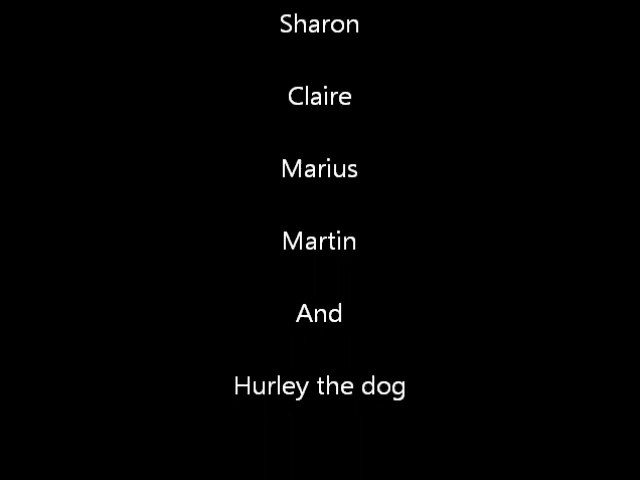 Sharon
Claire
Marius
Martin
And
Hurley the dog